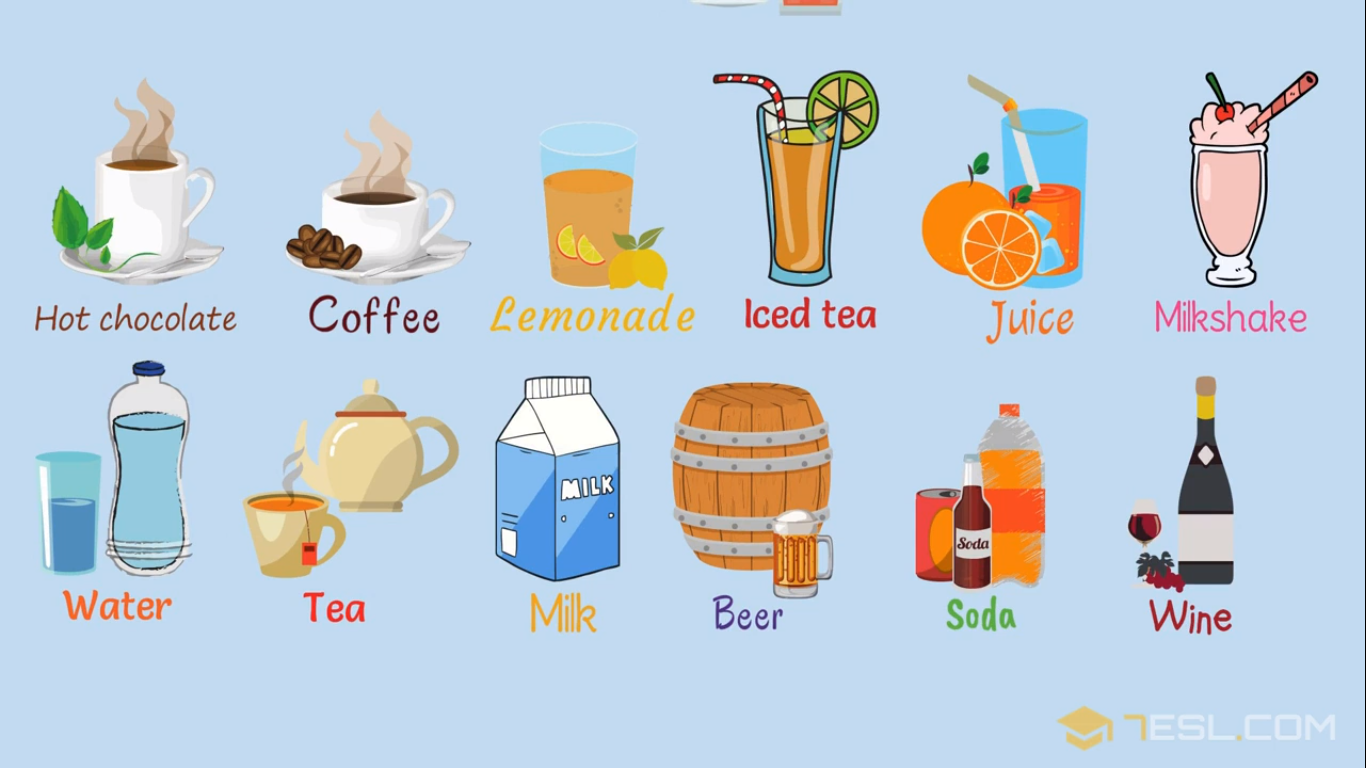 Hot chocolate
Coffee
Lemonade
Iced tea
Juice
Milkshake
MILK
Soda
Water
Tea
Milk
Beer
Soda
Wine
7ESL.COM